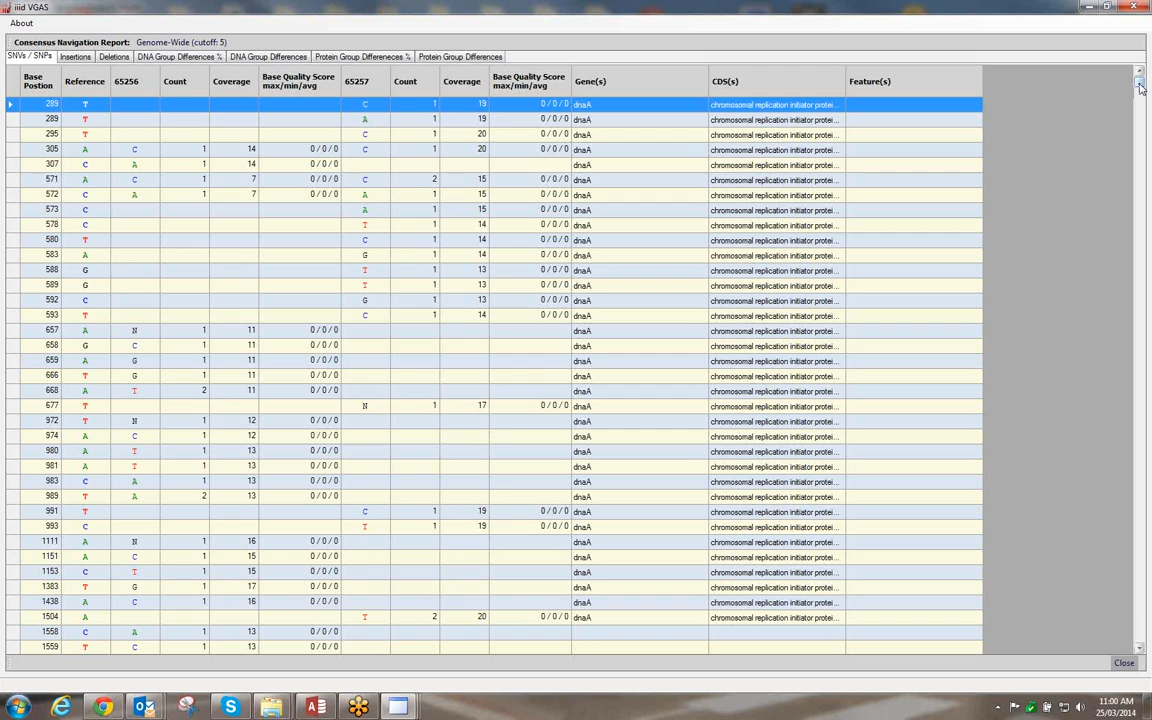 iiid VGAS
About
Consensus Navigation Report: Genome-Wide (cutoff: 5)
SNVs / SNPs Insertions Deletions DNA Group Differences % DNA Group Differences Protein Group Differeneces % Protein Group Differences
Base Postion Reference 65256 Count Coverage Base Quality Score max/min/avg 65257 Count Coverage Base Quality Score max/min/avg Gene(s) CDS(s) Feature(s)
289 T C 1 19 0 / 0 / 0 dnaA chromosomal replication initiator protei...
289 T A 1 19 0 / 0 / 0 dnaA chromosomal replication initiator protei...
295 T C 1 20 0 / 0 / 0 dnaA chromosomal replication initiator protei...
305 A C 1 14 0 / 0 / 0 C 1 20 0 / 0 / 0 dnaA chromosomal replication initiator protei...
307 C A 1 14 0 / 0 / 0 dnaA chromosomal replication initiator protei...
571 A C 1 7 0 / 0 / 0 C 2 15 0 / 0 / 0 dnaA chromosomal replication initiator protei...
572 C A 1 7 0 / 0 / 0 A 1 15 0 / 0 / 0 dnaA chromosomal replication initiator protei...
573 C A 1 15 0 / 0 / 0 dnaA chromosomal replication initiator protei...
578 C T 1 14 0 / 0 / 0 dnaA chromosomal replication initiator protei...
580 T C 1 14 0 / 0 / 0 dnaA chromosomal replication initiator protei...
583 A G 1 14 0 / 0 / 0 dnaA chromosomal replication initiator protei...
588 G T 1 13 0 / 0 / 0 dnaA chromosomal replication initiator protei...
589 G T 1 13 0 / 0 / 0 dnaA chromosomal replication initiator protei...
592 C G 1 13 0 / 0 / 0 dnaA chromosomal replication initiator protei...
593 T C 1 14 0 / 0 / 0 dnaA chromosomal replication initiator protei...
657 A N 1 11 0 / 0 / 0 dnaA chromosomal replication initiator protei...
658 G C 1 11 0 / 0 / 0 dnaA chromosomal replication initiator protei...
659 A G 1 11 0 / 0 / 0 dnaA chromosomal replication initiator protei...
666 T G 1 11 0 / 0 / 0 dnaA chromosomal replication initiator protei...
668 A T 2 11 0 / 0 / 0 dnaA chromosomal replication initiator protei...
677 T N 1 17 0 / 0 / 0 dnaA chromosomal replication initiator protei...
972 T N 1 12 0 / 0 / 0 dnaA chromosomal replication initiator protei...
974 A C 1 12 0 / 0 / 0 dnaA chromosomal replication initiator protei...
980 A T 1 13 0 / 0 / 0 dnaA chromosomal replication initiator protei...
981 A T 1 13 0 / 0 / 0 dnaA chromosomal replication initiator protei...
983 C A 1 13 0 / 0 / 0 dnaA chromosomal replication initiator protei...
989 T A 2 13 0 / 0 / 0 dnaA chromosomal replication initiator protei...
991 T C 1 19 0 / 0 / 0 dnaA chromosomal replication initiator protei...
993 C T 1 19 0 / 0 / 0 dnaA chromosomal replication initiator protei...
1111 A N 1 16 0 / 0 / 0 dnaA chromosomal replication initiator protei...
1151 A C 1 15 0 / 0 / 0 dnaA chromosomal replication initiator protei...
1153 C T 1 15 0 / 0 / 0 dnaA chromosomal replication initiator protei...
1383 T G 1 17 0 / 0 / 0 dnaA chromosomal replication initiator protei...
1438 A C 1 16 0 / 0 / 0 dnaA chromosomal replication initiator protei...
1504 A T 2 20 0 / 0 / 0 dnaA chromosomal replication initiator protei...
1558 C A 1 13 0 / 0 / 0
1559 T C 1 13 0 / 0 / 0
Close
11:00 AM
25/03/2014